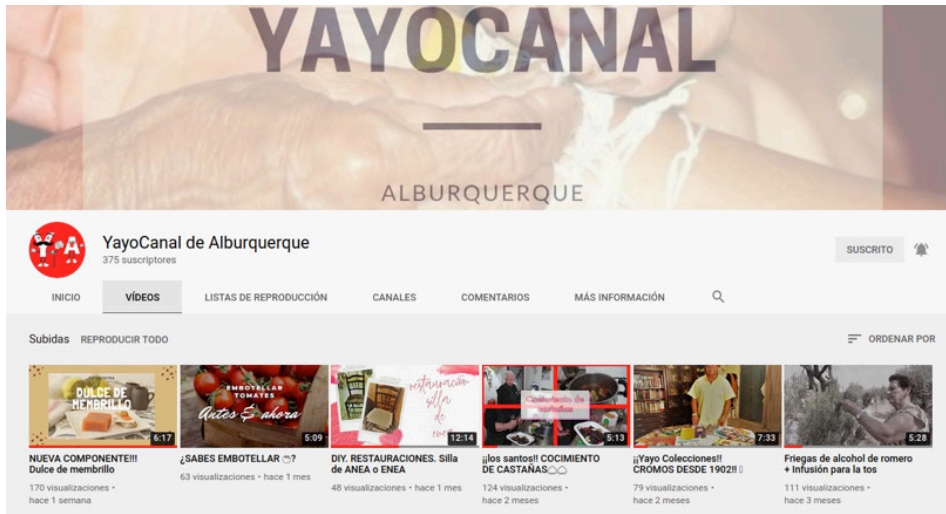 YAYOCANAL
ALBURQUERQUE
Y A
YayoCanal de Alburquerque
375 suscriptores
SUSCRITO
INICIO VÍDEOS LISTAS DE REPRODUCCIÓN CANALES COMENTARIOS MÁS INFORMACIÓN
Subidas REPRODUCIR TODO
ORDENAR POR
DULCE DE
MEMBRILLO
6:17
NUEVA COMPONENTE!!!
Dulce de membrillo
170 visualizaciones •
hace 1 semana
EMBOTELLAR
TOMATES
Antes & ahora
5:09
¿SABES EMBOTELLAR ?
63 visualizaciones • hace 1 mes
restauración
silla
de
enea
12:14
DIY. RESTAURACIONES. Silla
de ANEA o ENEA
48 visualizaciones • hace 1 mes
Cocimiento de
castañas
5:13
¡¡los santos!! COCIMIENTO
DE CASTAÑAS
124 visualizaciones •
hace 2 meses
7:33
¡¡Yayo Colecciones!!
CROMOS DESDE 1902!!
79 visualizaciones •
hace 2 meses
5:28
Friegas de alcohol de romero
+ Infusión para la tos
111 visualizaciones •
hace 3 meses